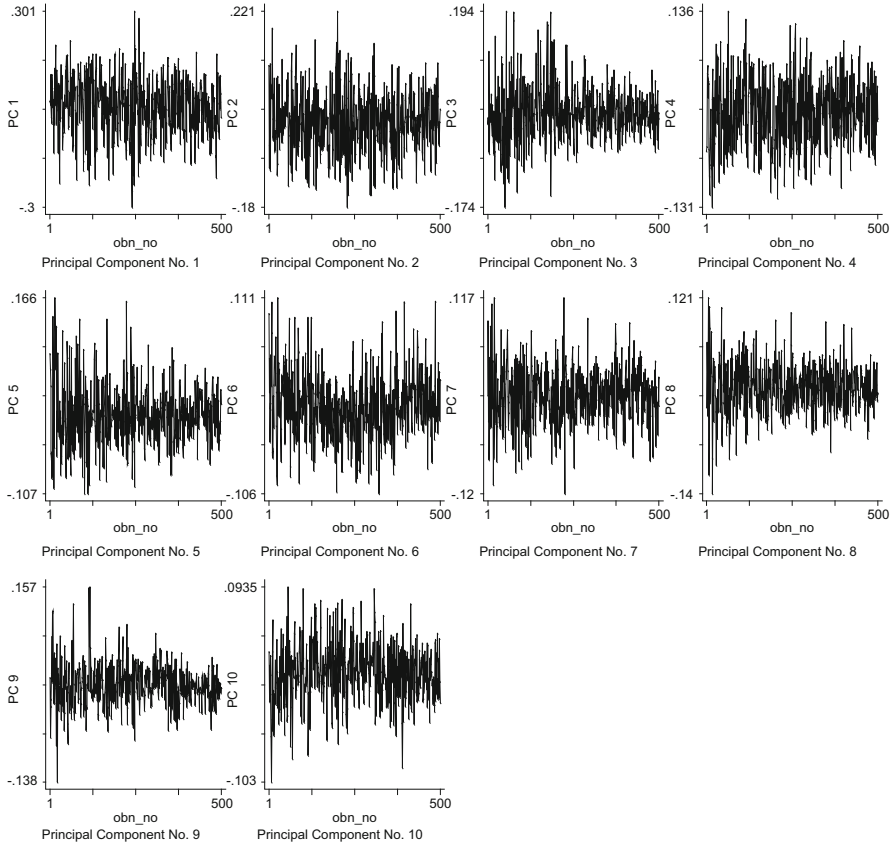 .301 .221 .194 .136
PC 1 PC 2 PC 3 PC 4
-.3 -.18 -.174 -.131
1 500 1 500 1 500 1 500
obn_no obn_no obn_no obn_no
Principal Component No. 1 Principal Component No. 2 Principal Component No. 3 Principal Component No. 4
.166 .111 .117 .121
PC 5 PC 6 PC 7 PC 8
-.107 -.106 -.12 -.14
1 500 1 500 1 500 1 500
obn_no obn_no obn_no obn_no
Principal Component No. 5 Principal Component No. 6 Principal Component No. 7 Principal Component No. 8
.157 .0935
PC 9 PC 10
-.138 -.103
1 500 1 500
obn_no obn_no
Principal Component No. 9 Principal Component No. 10